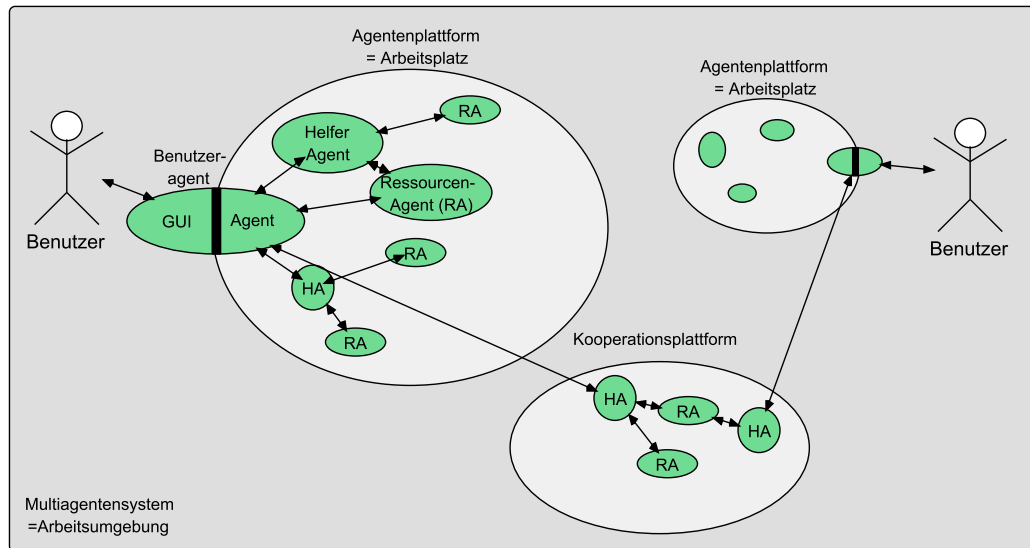 Agentenplattform
= Arbeitsplatz
Agentenplattform
= Arbeitsplatz
Benutzer-
agent
Helfer
Agent
RA
Ressourcen-
Agent (RA)
GUI
Agent
Benutzer
Benutzer
RA
HA
RA
Kooperationsplattform
HA
RA
HA
RA
Multiagentensystem
=Arbeitsumgebung